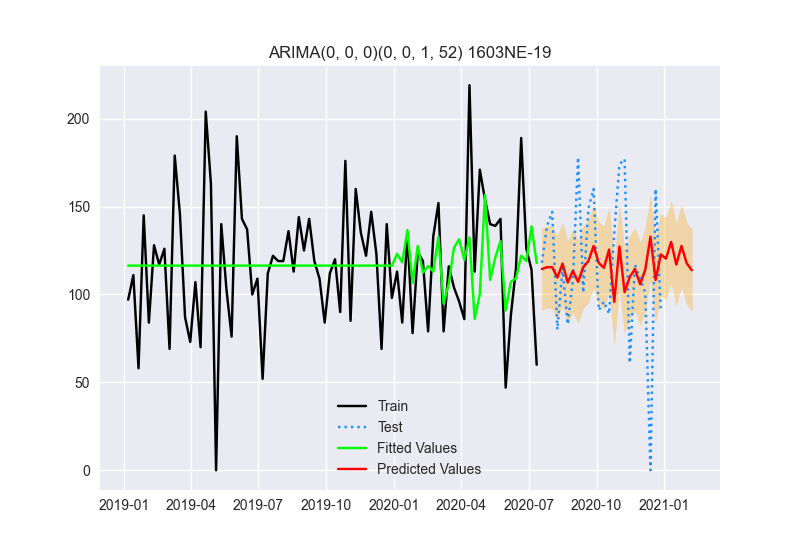 ARIMA(0, 0, 0)(0, 0, 1, 52) 1603NE-19
200
150
100
50
0
Train
Test
Fitted Values
Predicted Values
2019-01 2019-04 2019-07 2019-10 2020-01 2020-04 2020-07 2020-10 2021-01